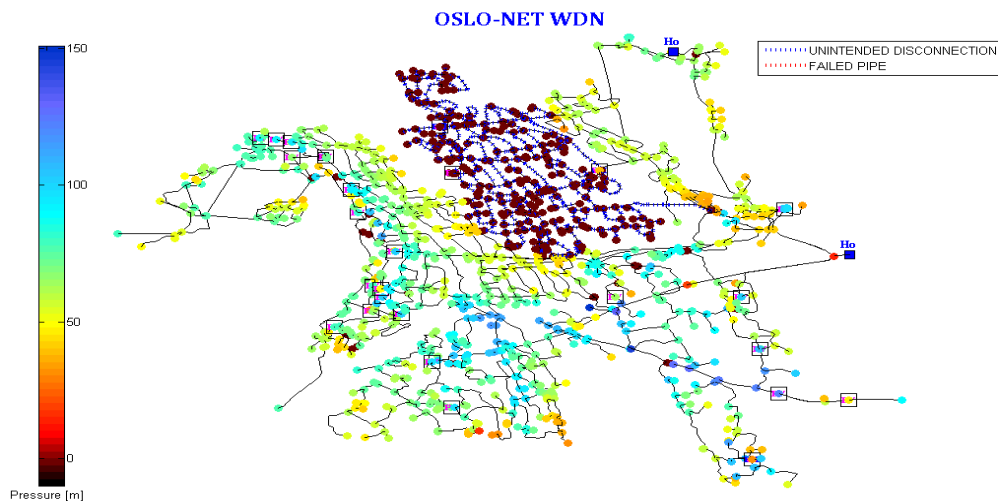 OSLO-NET WDN
150
Ho
UNINTENDED DISCONNECTION
FAILED PIPE
100
Ho
50
0
Pressure [m]